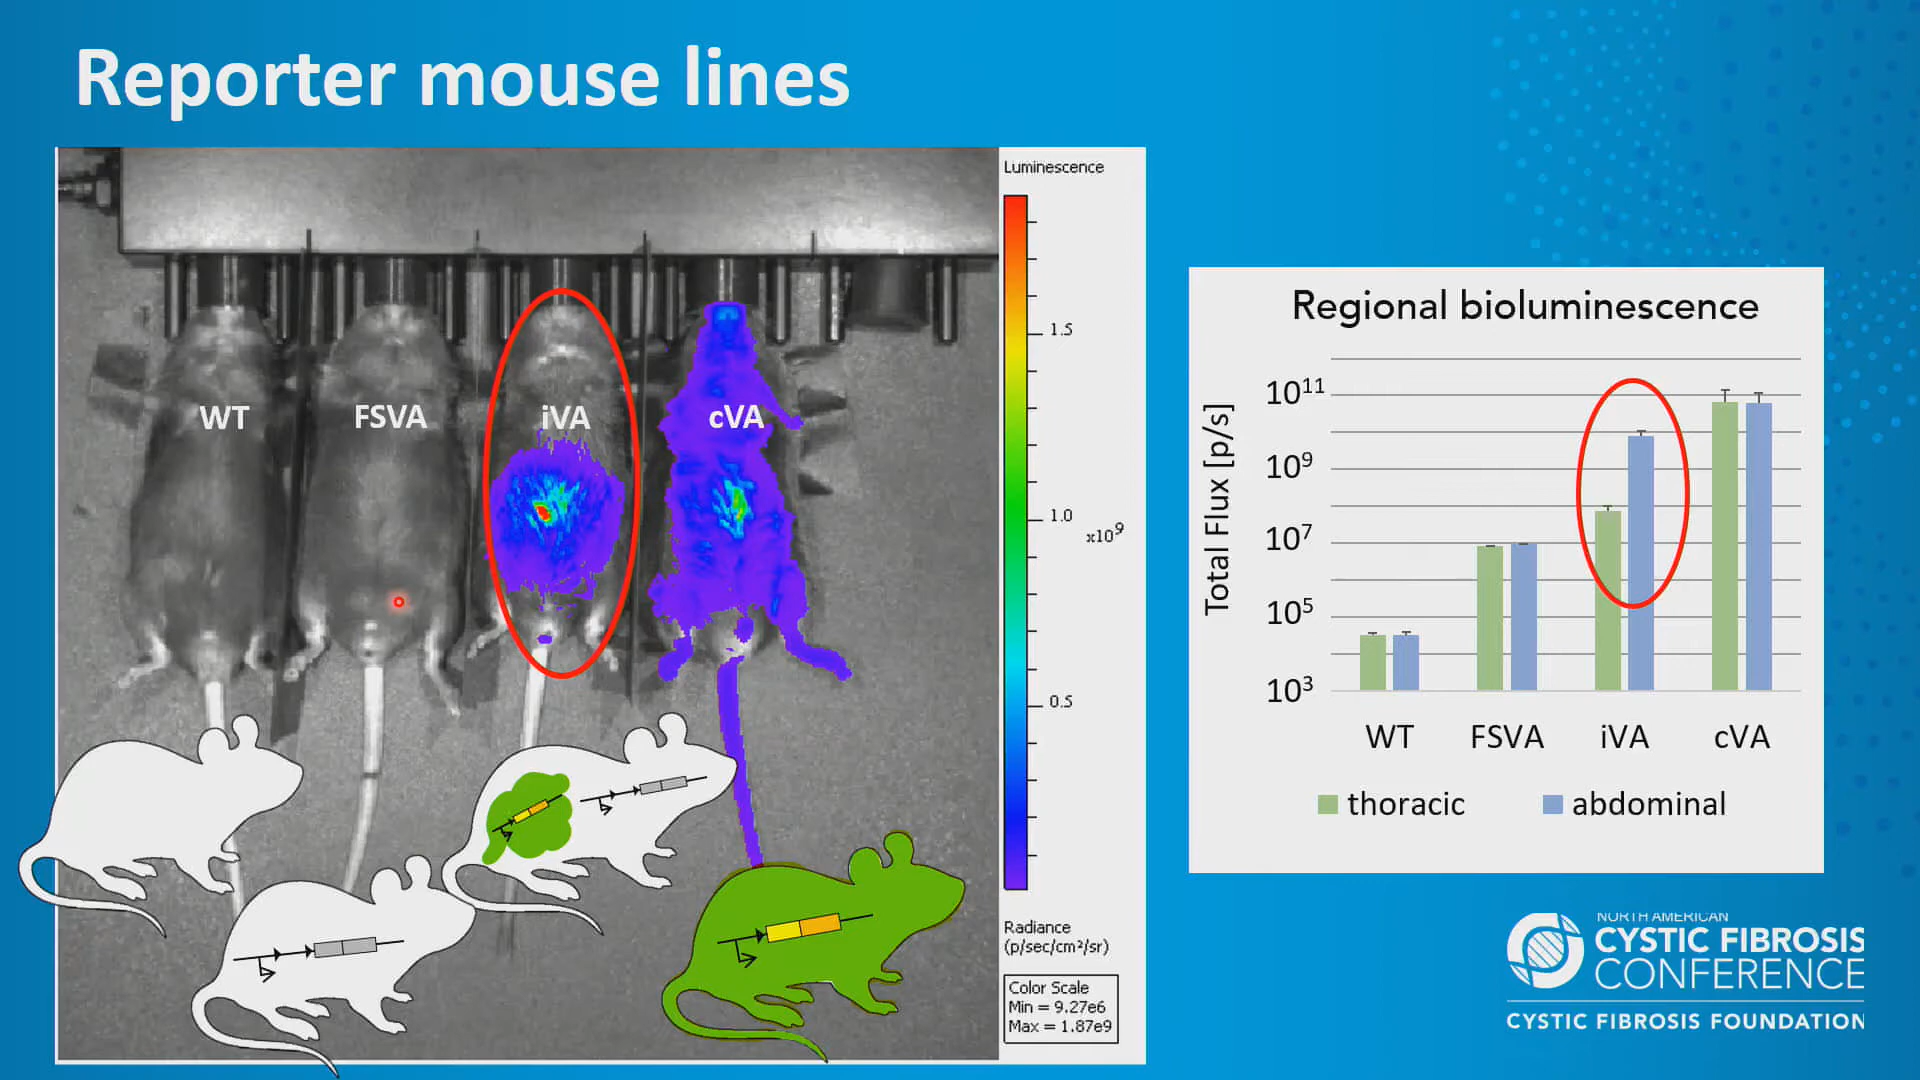 Reporter mouse lines
WT
FSVA
iVA
cVA
Luminescence
1.5
1.0
x10⁹
0.5
Radiance
(p/sec/cm²/sr)
Color Scale
Min = 9.27e6
Max = 1.87e9
Regional bioluminescence
Total Flux [p/s]
10¹¹
10⁹
10⁷
10⁵
10³
WT FSVA iVA cVA
thoracic abdominal
NORTH AMERICAN
CYSTIC FIBROSIS
CONFERENCE
CYSTIC FIBROSIS FOUNDATION